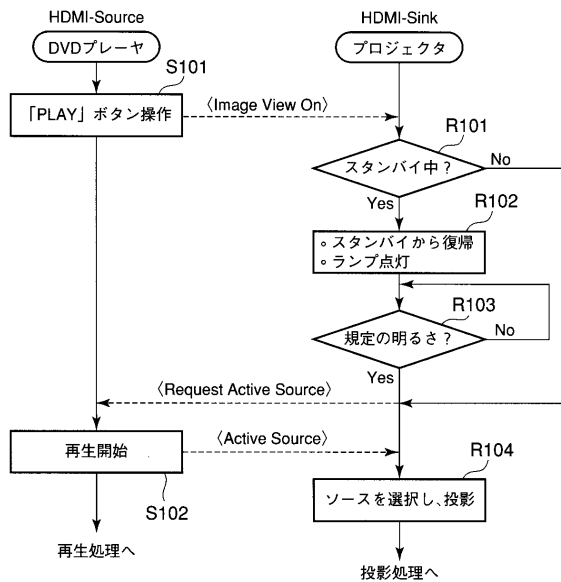 HDMI-Source
HDMI-Sink
DVDプレーヤ
プロジェクタ
S101
「PLAY」ボタン操作
〈Image View On〉
R101
スタンバイ中？
No
Yes
R102
◦スタンバイから復帰
◦ランプ点灯
R103
規定の明るさ？
No
Yes
〈Request Active Source〉
再生開始
〈Active Source〉
S102
R104
ソースを選択し、投影
再生処理へ
投影処理へ